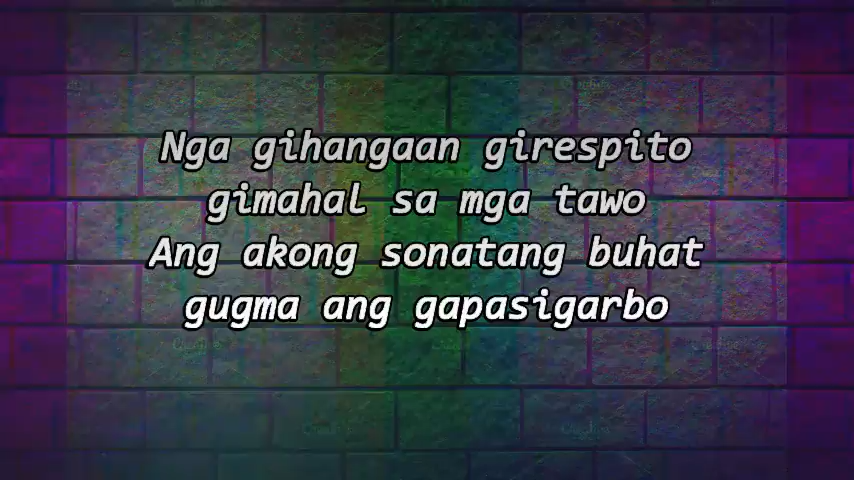 Nga gihangaan girespito
gimahal sa mga tawo
Ang akong sonatang buhat
gugma ang gapasigarbo